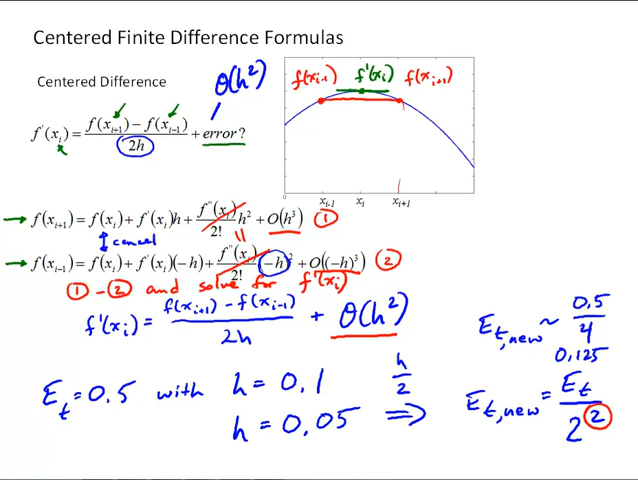 Centered Finite Difference Formulas
Centered Difference
θ(h²)
f'(xᵢ) = f(xᵢ₊₁) − f(xᵢ₋₁) / 2h + error?
f(xᵢ₋₁) f'(xᵢ) f(xᵢ₊₁)
xᵢ₋₁ xᵢ xᵢ₊₁
f(xᵢ₊₁) = f(xᵢ) + f'(xᵢ)h + f''(xᵢ)/2! h² + O(h³) ①
↕ cancel =
f(xᵢ₋₁) = f(xᵢ) + f'(xᵢ)(−h) + f''(xᵢ)/2! (−h)² + O((−h)³) ②
① − ② and solve for f'(xᵢ)
f'(xᵢ) = f(xᵢ₊₁) − f(xᵢ₋₁) / 2h + θ(h²)
E t,new ~ 0.5/4
0.125
Eₜ = 0.5 with h = 0.1 h/2
h = 0.05 ⇒ E t,new = Eₜ/2²